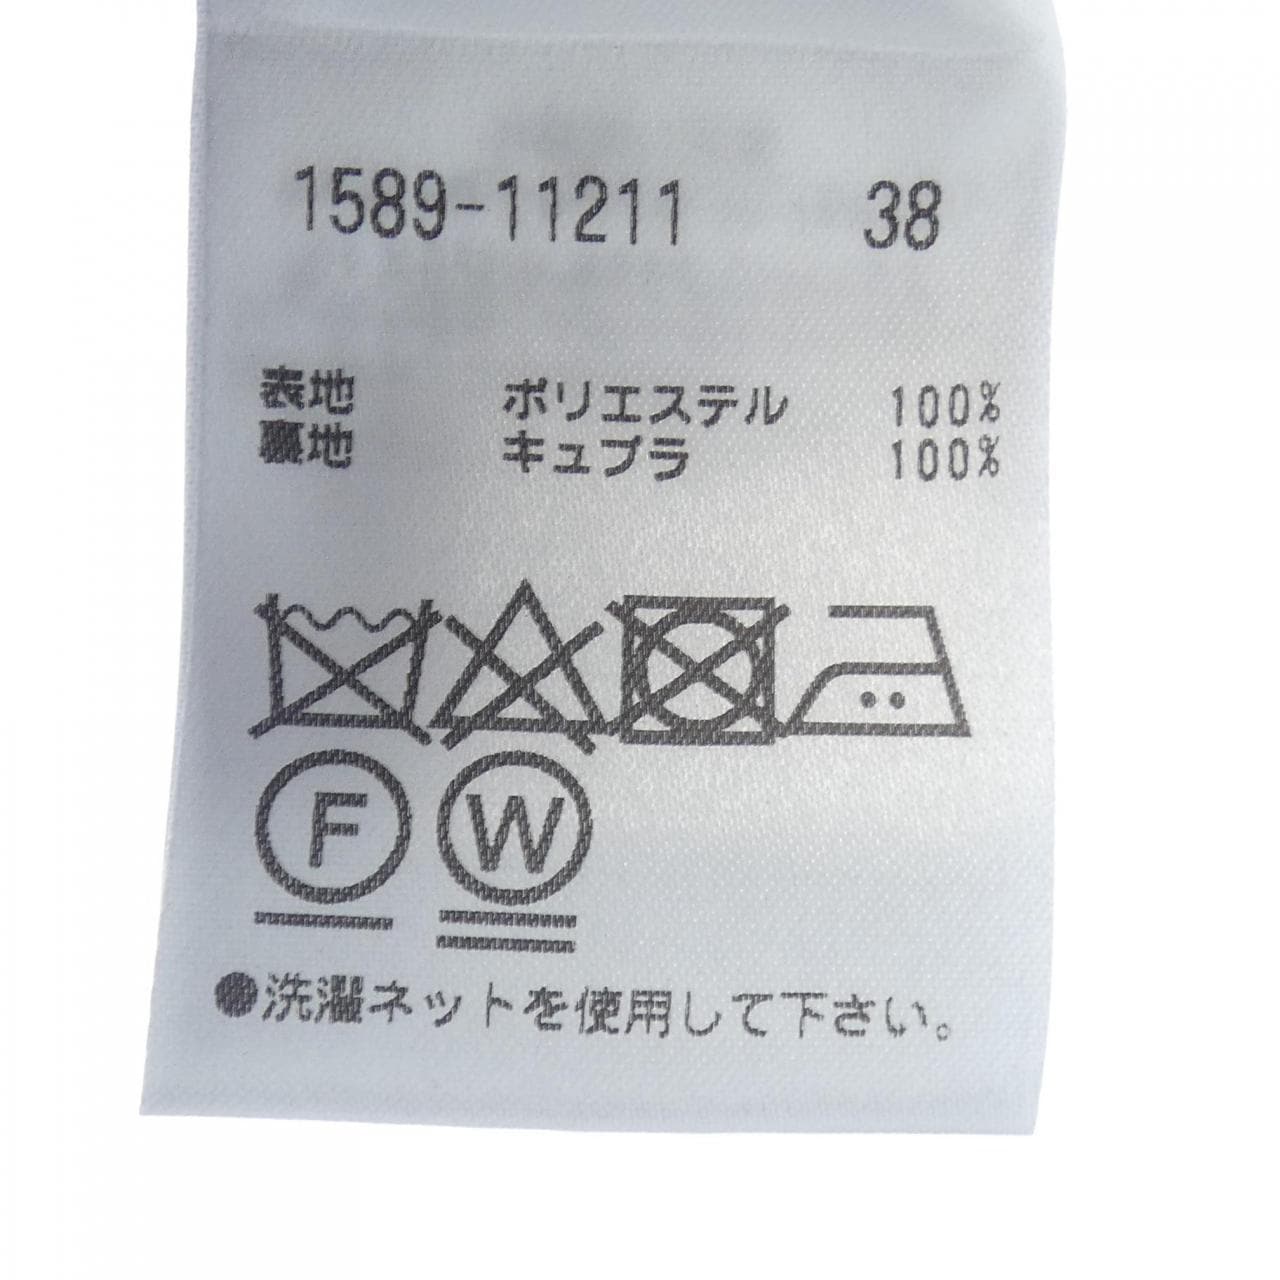 1589-11211 38
表地 ポリエステル 100%
裏地 キュプラ 100%
F W
●洗濯ネットを使用して下さい。